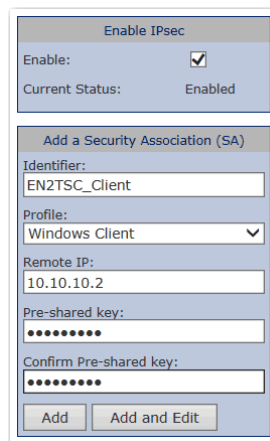 Enable IPsec
Enable:
Current Status: Enabled
Add a Security Association (SA)
Identifier:
EN2TSC_Client
Profile:
Windows Client
Remote IP:
10.10.10.2
Pre-shared key:
•••••••••
Confirm Pre-shared key:
•••••••••
Add Add and Edit